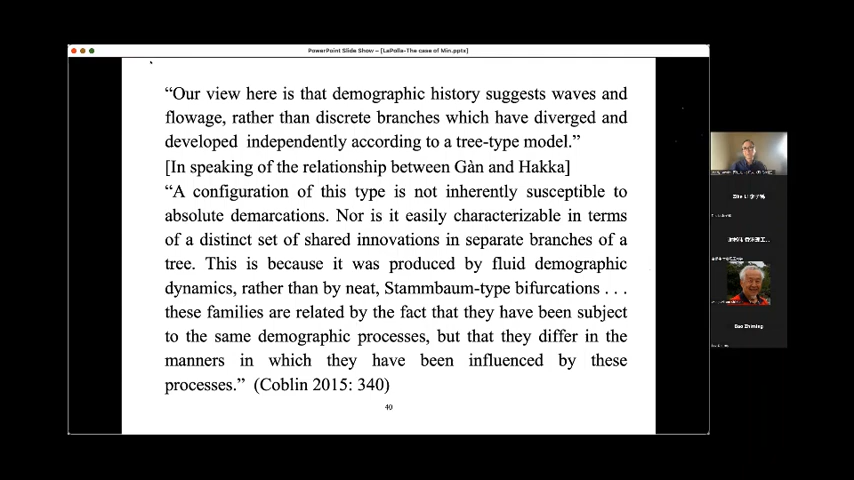 PowerPoint Slide Show – [LaPolla-The case of Min.pptx]
“Our view here is that demographic history suggests waves and
flowage, rather than discrete branches which have diverged and
developed independently according to a tree-type model.”
[In speaking of the relationship between Gàn and Hakka]
“A configuration of this type is not inherently susceptible to
absolute demarcations. Nor is it easily characterizable in terms
of a distinct set of shared innovations in separate branches of a
tree. This is because it was produced by fluid demographic
dynamics, rather than by neat, Stammbaum-type bifurcations . . .
these families are related by the fact that they have been subject
to the same demographic processes, but that they differ in the
manners in which they have been influenced by these
processes.” (Coblin 2015: 340)
40
Bao Zhiming